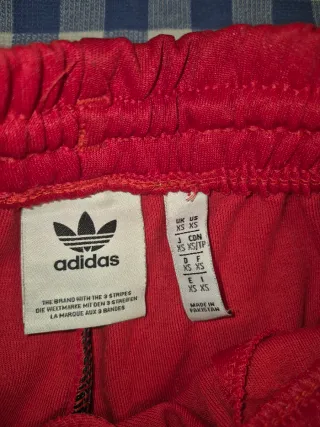 adidas
THE BRAND WITH THE 3 STRIPES
DIE WELTMARKE MIT DEN 3 STREIFEN
LA MARQUE AUX 3 BANDES
UK US
XS XS
J CDN
XS XS/TP
D F
XS XS
E I
XS XS
MADE IN
PAKISTAN